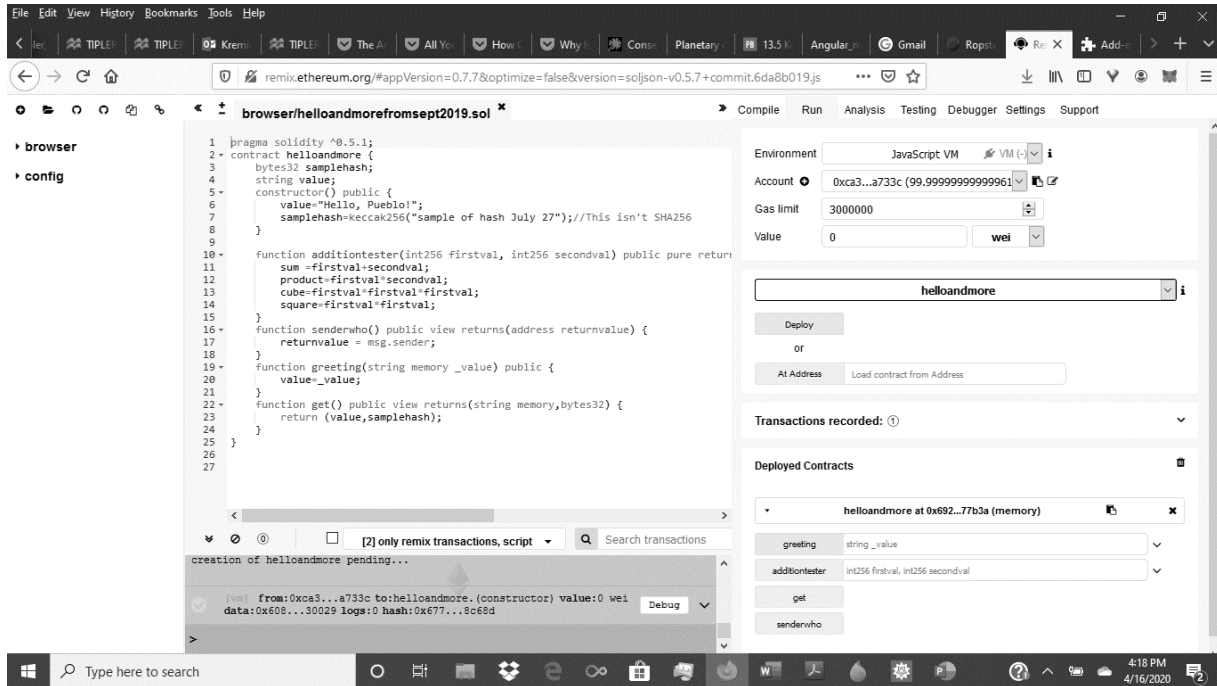 File Edit View History Bookmarks Tools Help
TIPLEF TIPLEF Kremli TIPLEF The A All Yo How C Why Conse Planetary 13.5 K Angular_ Gmail Ropst Re Add-o
remix.ethereum.org/#appVersion=0.7.7&optimize=false&version=soljson-v0.5.7+commit.6da8b019.js
browser/helloandmorefromsept2019.sol
Compile Run Analysis Testing Debugger Settings Support
browser
config
1 pragma solidity ^0.5.1;
2 contract helloandmore {
3 bytes32 samplehash;
4 string value;
5 constructor() public {
6 value="Hello, Pueblo!";
7 samplehash=keccak256("sample of hash July 27");//This isn't SHA256
8 }
9
10 function additiontester(int256 firstval, int256 secondval) public pure return
11 sum =firstval+secondval;
12 product=firstval*secondval;
13 cube=firstval*firstval*firstval;
14 square=firstval*firstval;
15 }
16 function senderwho() public view returns(address returnvalue) {
17 returnvalue = msg.sender;
18 }
19 function greeting(string memory _value) public {
20 value=_value;
21 }
22 function get() public view returns(string memory,bytes32) {
23 return (value,samplehash);
24 }
25 }
26
27
0 [2] only remix transactions, script Search transactions
creation of helloandmore pending...
[vm] from:0xca3...a733c to:helloandmore.(constructor) value:0 wei
data:0x608...30029 logs:0 hash:0x677...8c68d
Debug
>
Environment JavaScript VM VM (-) i
Account 0xca3...a733c (99.99999999999961
Gas limit 3000000
Value 0 wei
helloandmore i
Deploy
or
At Address Load contract from Address
Transactions recorded: 1
Deployed Contracts
helloandmore at 0x692...77b3a (memory)
greeting string _value
additiontester int256 firstval, int256 secondval
get
senderwho
Type here to search
4:18 PM
4/16/2020
2